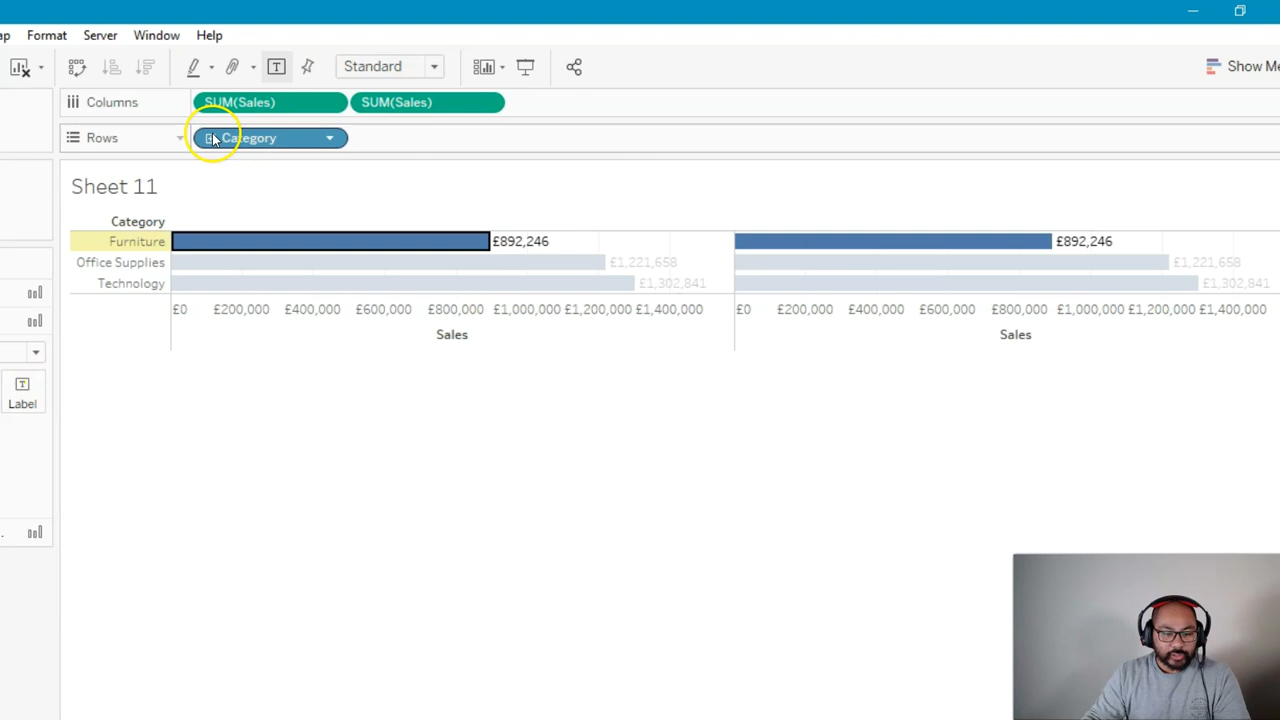 ap Format Server Window Help
Standard Show Me
Columns SUM(Sales) SUM(Sales)
Rows Category
Sheet 11
Category
Furniture £892,246 £892,246
Office Supplies £1,221,658 £1,221,658
Technology £1,302,841 £1,302,841
£0 £200,000 £400,000 £600,000 £800,000 £1,000,000 £1,200,000 £1,400,000 £0 £200,000 £400,000 £600,000 £800,000 £1,000,000 £1,200,000 £1,400,000
Sales Sales
T
Label